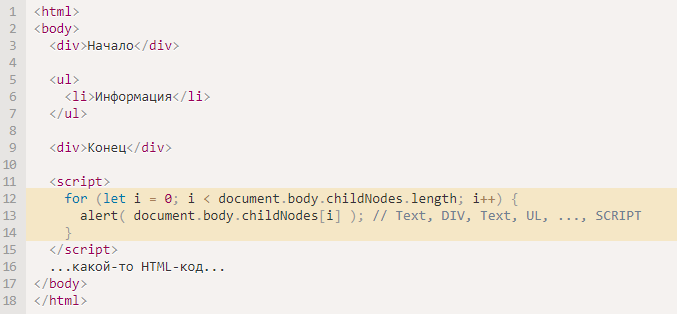 1 <html>
2 <body>
3   <div>Начало</div>
4
5   <ul>
6     <li>Информация</li>
7   </ul>
8
9   <div>Конец</div>
10
11   <script>
12     for (let i = 0; i < document.body.childNodes.length; i++) {
13       alert( document.body.childNodes[i] ); // Text, DIV, Text, UL, ..., SCRIPT
14     }
15   </script>
16   ...какой-то HTML-код...
17 </body>
18 </html>